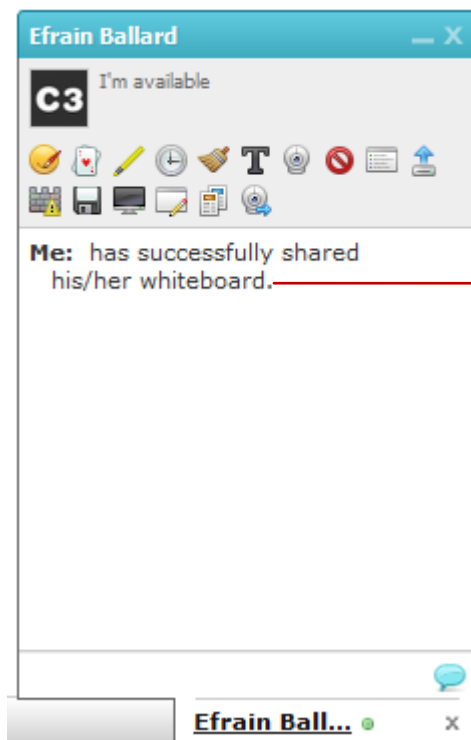 Efrain Ballard
I'm available
C3
Me: has successfully shared
his/her whiteboard.
Efrain Ball...